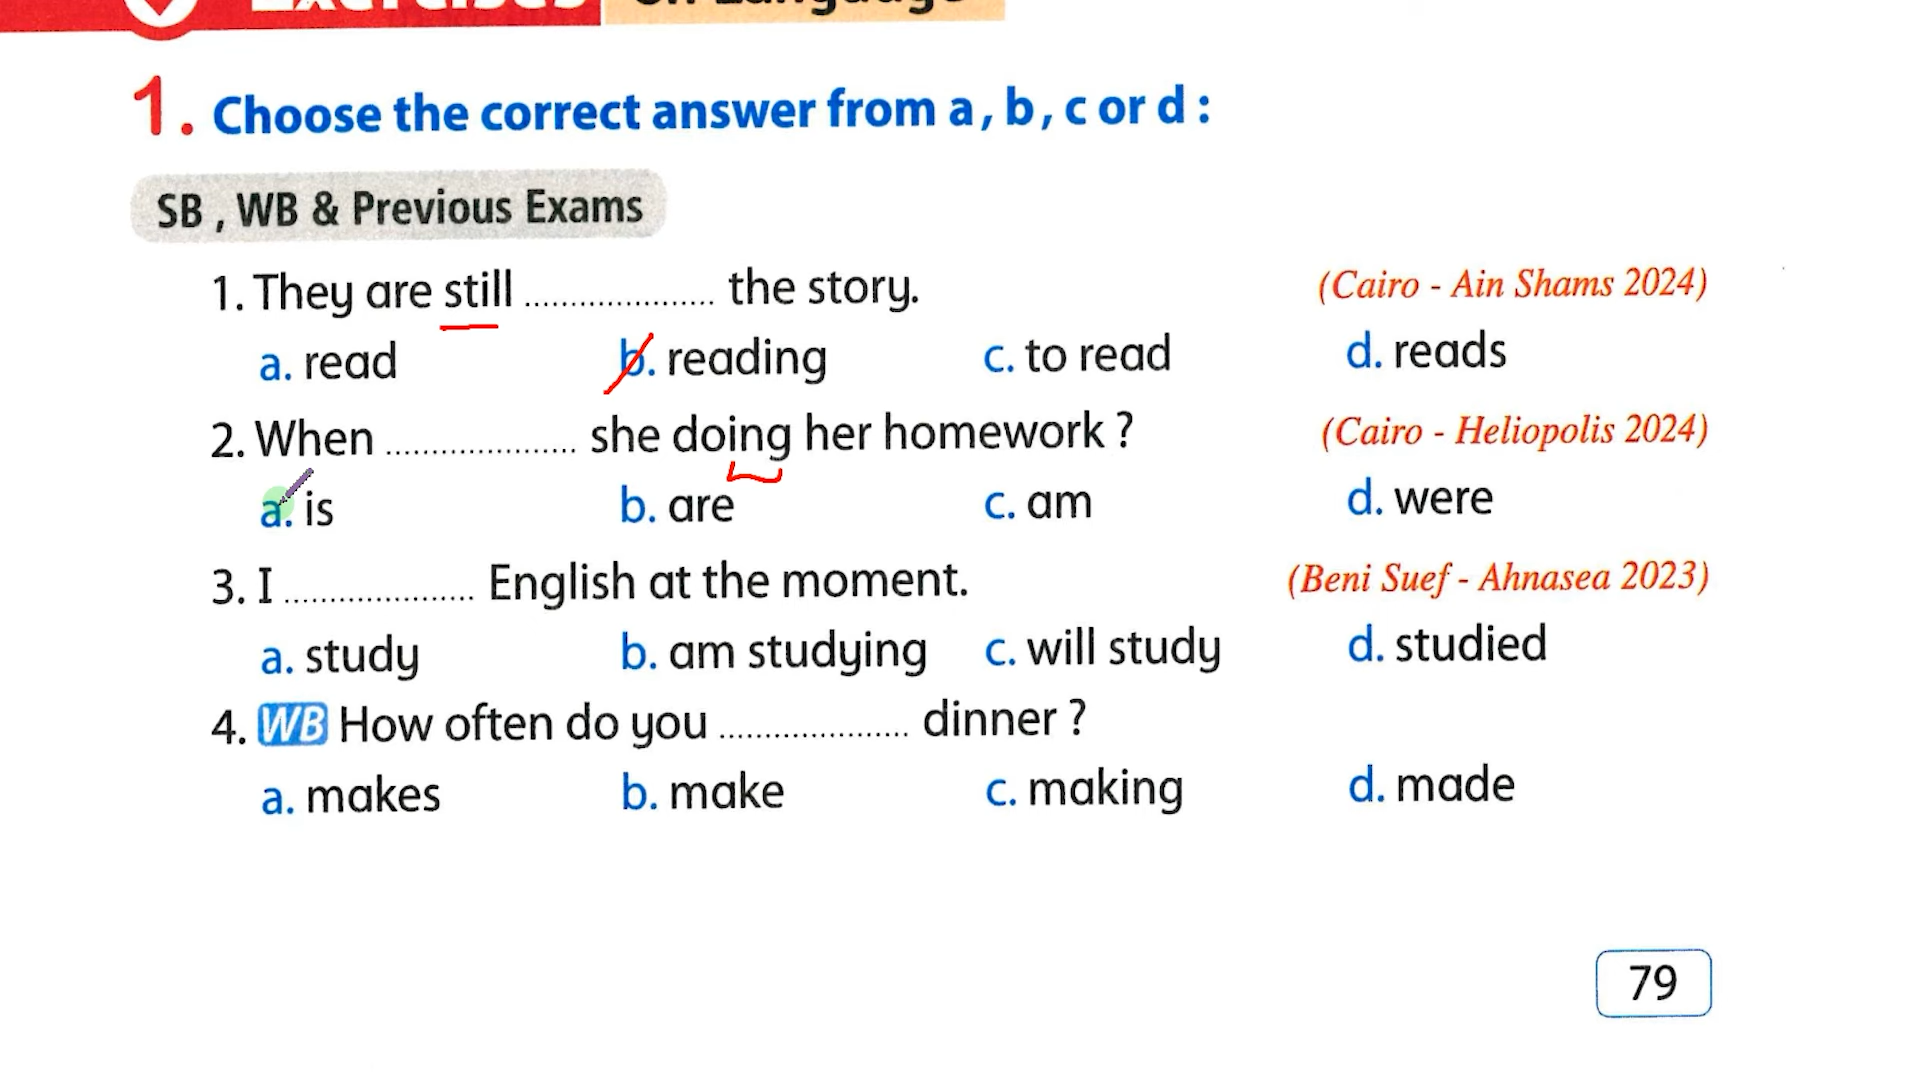 Exercises on Language
1. Choose the correct answer from a, b, c or d :
SB , WB & Previous Exams
1. They are still .................... the story. (Cairo - Ain Shams 2024)
a. read b. reading c. to read d. reads
2. When .................... she doing her homework ? (Cairo - Heliopolis 2024)
a. is b. are c. am d. were
3. I .................... English at the moment. (Beni Suef - Ahnasea 2023)
a. study b. am studying c. will study d. studied
4. WB How often do you .................... dinner ?
a. makes b. make c. making d. made
79